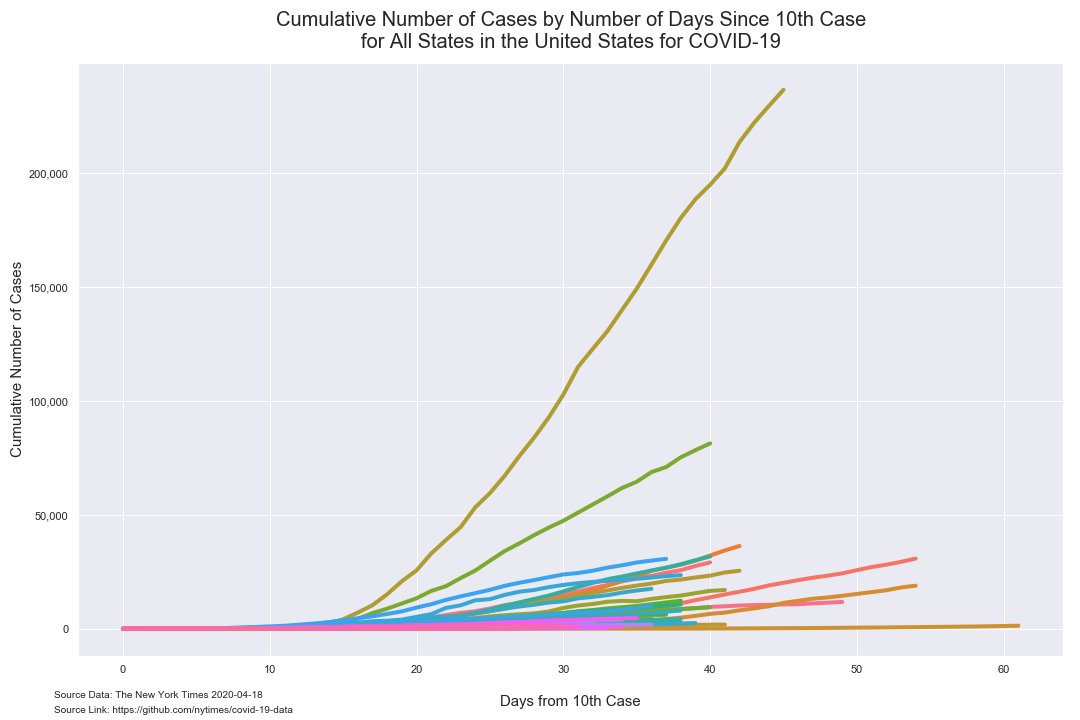 Cumulative Number of Cases by Number of Days Since 10th Case
for All States in the United States for COVID-19
Cumulative Number of Cases
200,000
150,000
100,000
50,000
0
0 10 20 30 40 50 60
Days from 10th Case
Source Data: The New York Times 2020-04-18
Source Link: https://github.com/nytimes/covid-19-data